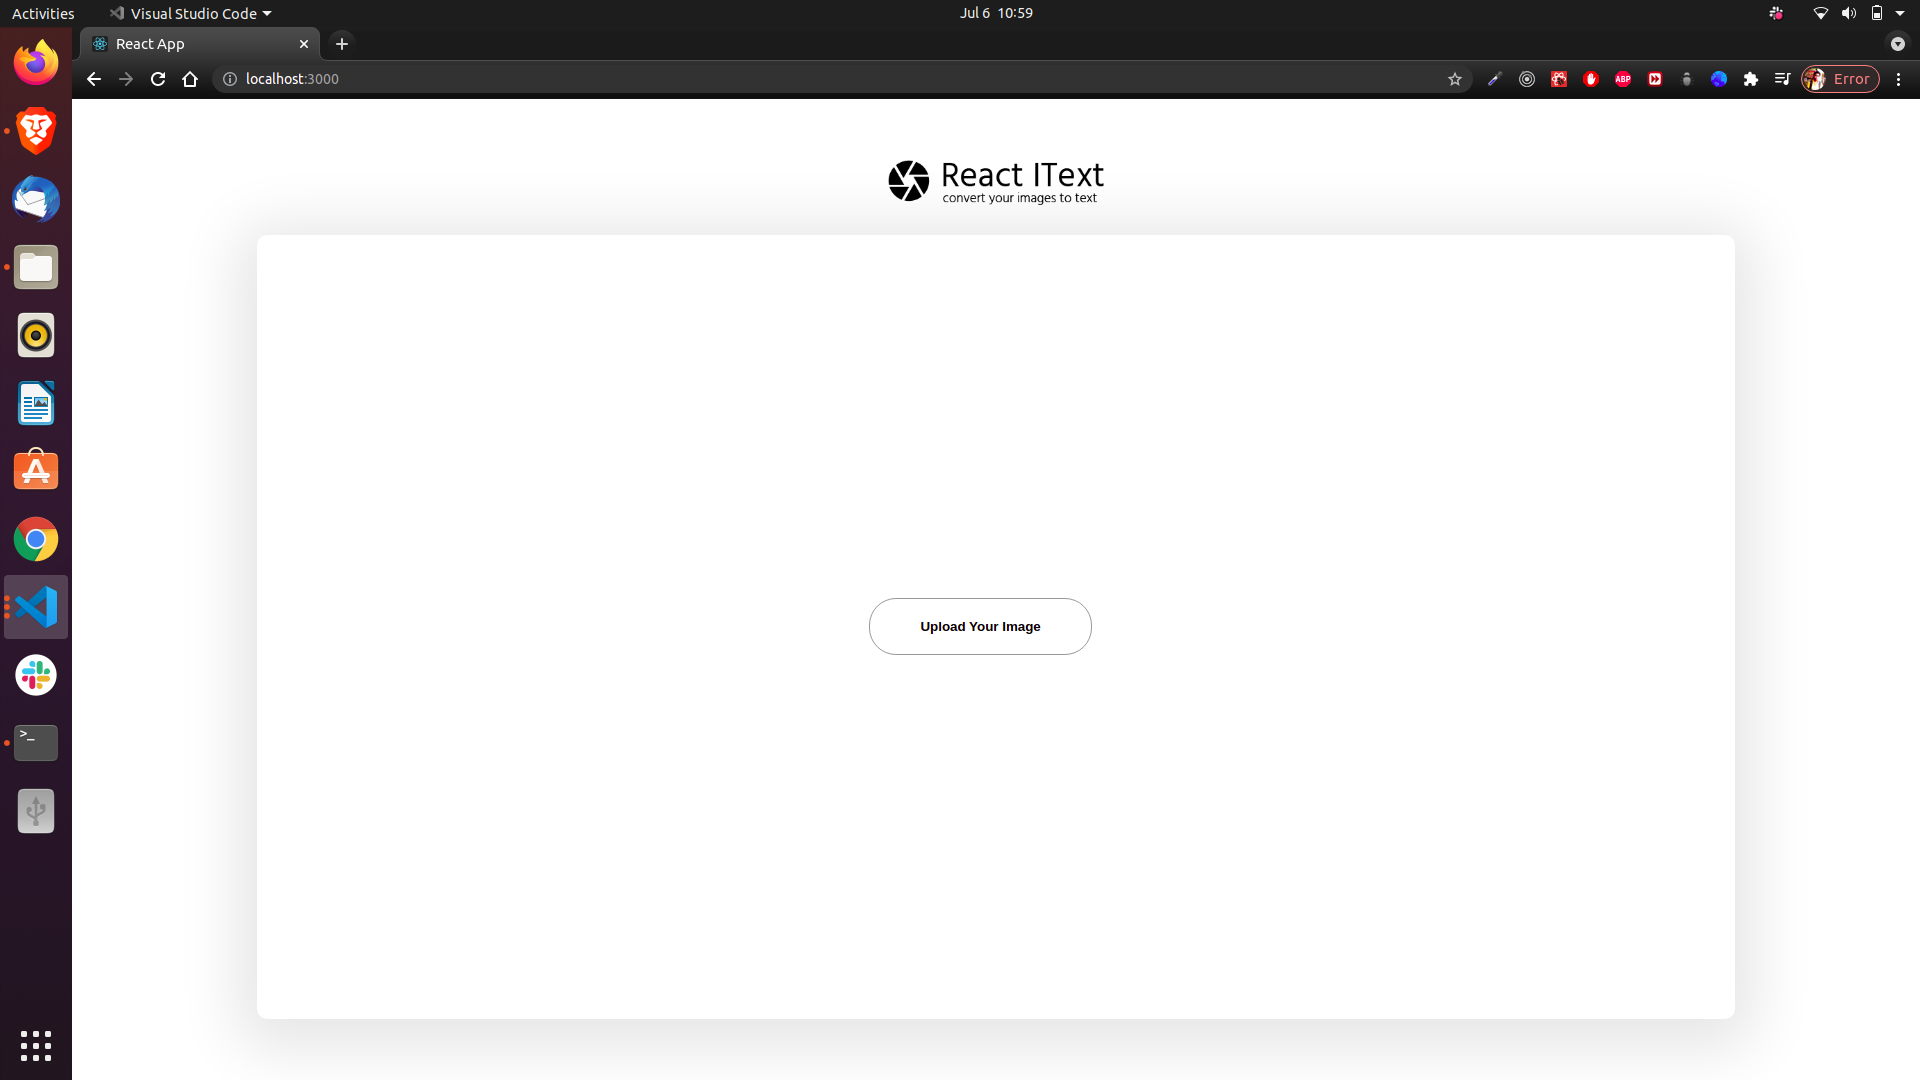 Activities
Visual Studio Code
Jul 6 10:59
React App
localhost:3000
ABP
Error
React IText
convert your images to text
Upload Your Image
>_